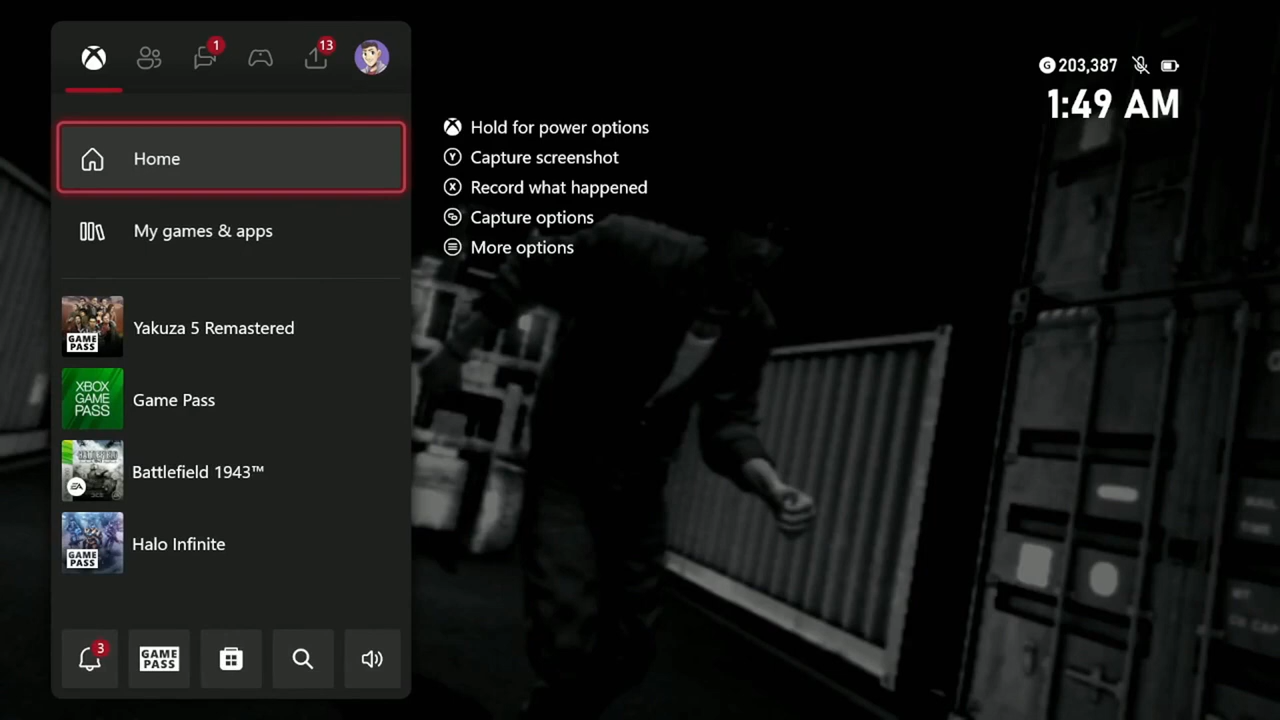 1
13
G 203,387
1:49 AM
Home
My games & apps
Hold for power options
Y Capture screenshot
X Record what happened
Capture options
More options
GAME
PASS
Yakuza 5 Remastered
XBOX
GAME
PASS
Game Pass
EA
Battlefield 1943™
GAME
PASS
Halo Infinite
3
GAME
PASS